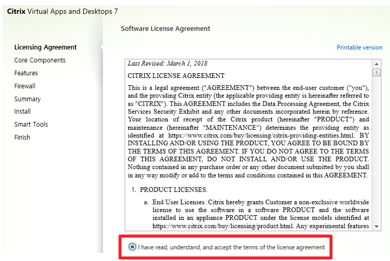 Citrix Virtual Apps and Desktops 7
Software License Agreement
Licensing Agreement
Core Components
Features
Firewall
Summary
Install
Smart Tools
Finish
Printable version
Last Revised: March 1, 2018
CITRIX LICENSE AGREEMENT
This is a legal agreement ("AGREEMENT") between the end-user customer ("you"),
and the providing Citrix entity (the applicable providing entity is hereinafter referred to
as "CITRIX"). This AGREEMENT includes the Data Processing Agreement, the Citrix
Services Security Exhibit and any other documents incorporated herein by reference.
Your location of receipt of the Citrix product (hereinafter "PRODUCT") and
maintenance (hereinafter "MAINTENANCE") determines the providing entity as
identified at https://www.citrix.com/buy/licensing/citrix-providing-entities.html. BY
INSTALLING AND/OR USING THE PRODUCT, YOU AGREE TO BE BOUND BY
THE TERMS OF THIS AGREEMENT. IF YOU DO NOT AGREE TO THE TERMS
OF THIS AGREEMENT, DO NOT INSTALL AND/OR USE THE PRODUCT.
Nothing contained in any purchase order or any other document submitted by you shall
in any way modify or add to the terms and conditions contained in this AGREEMENT.
1. PRODUCT LICENSES.
a. End User Licenses. Citrix hereby grants Customer a non-exclusive worldwide
license to use the software in a software PRODUCT and the software
installed in an appliance PRODUCT under the license models identified at
https://www.citrix.com/buy/licensing/product.html. Any experimental features
I have read, understand, and accept the terms of the license agreement